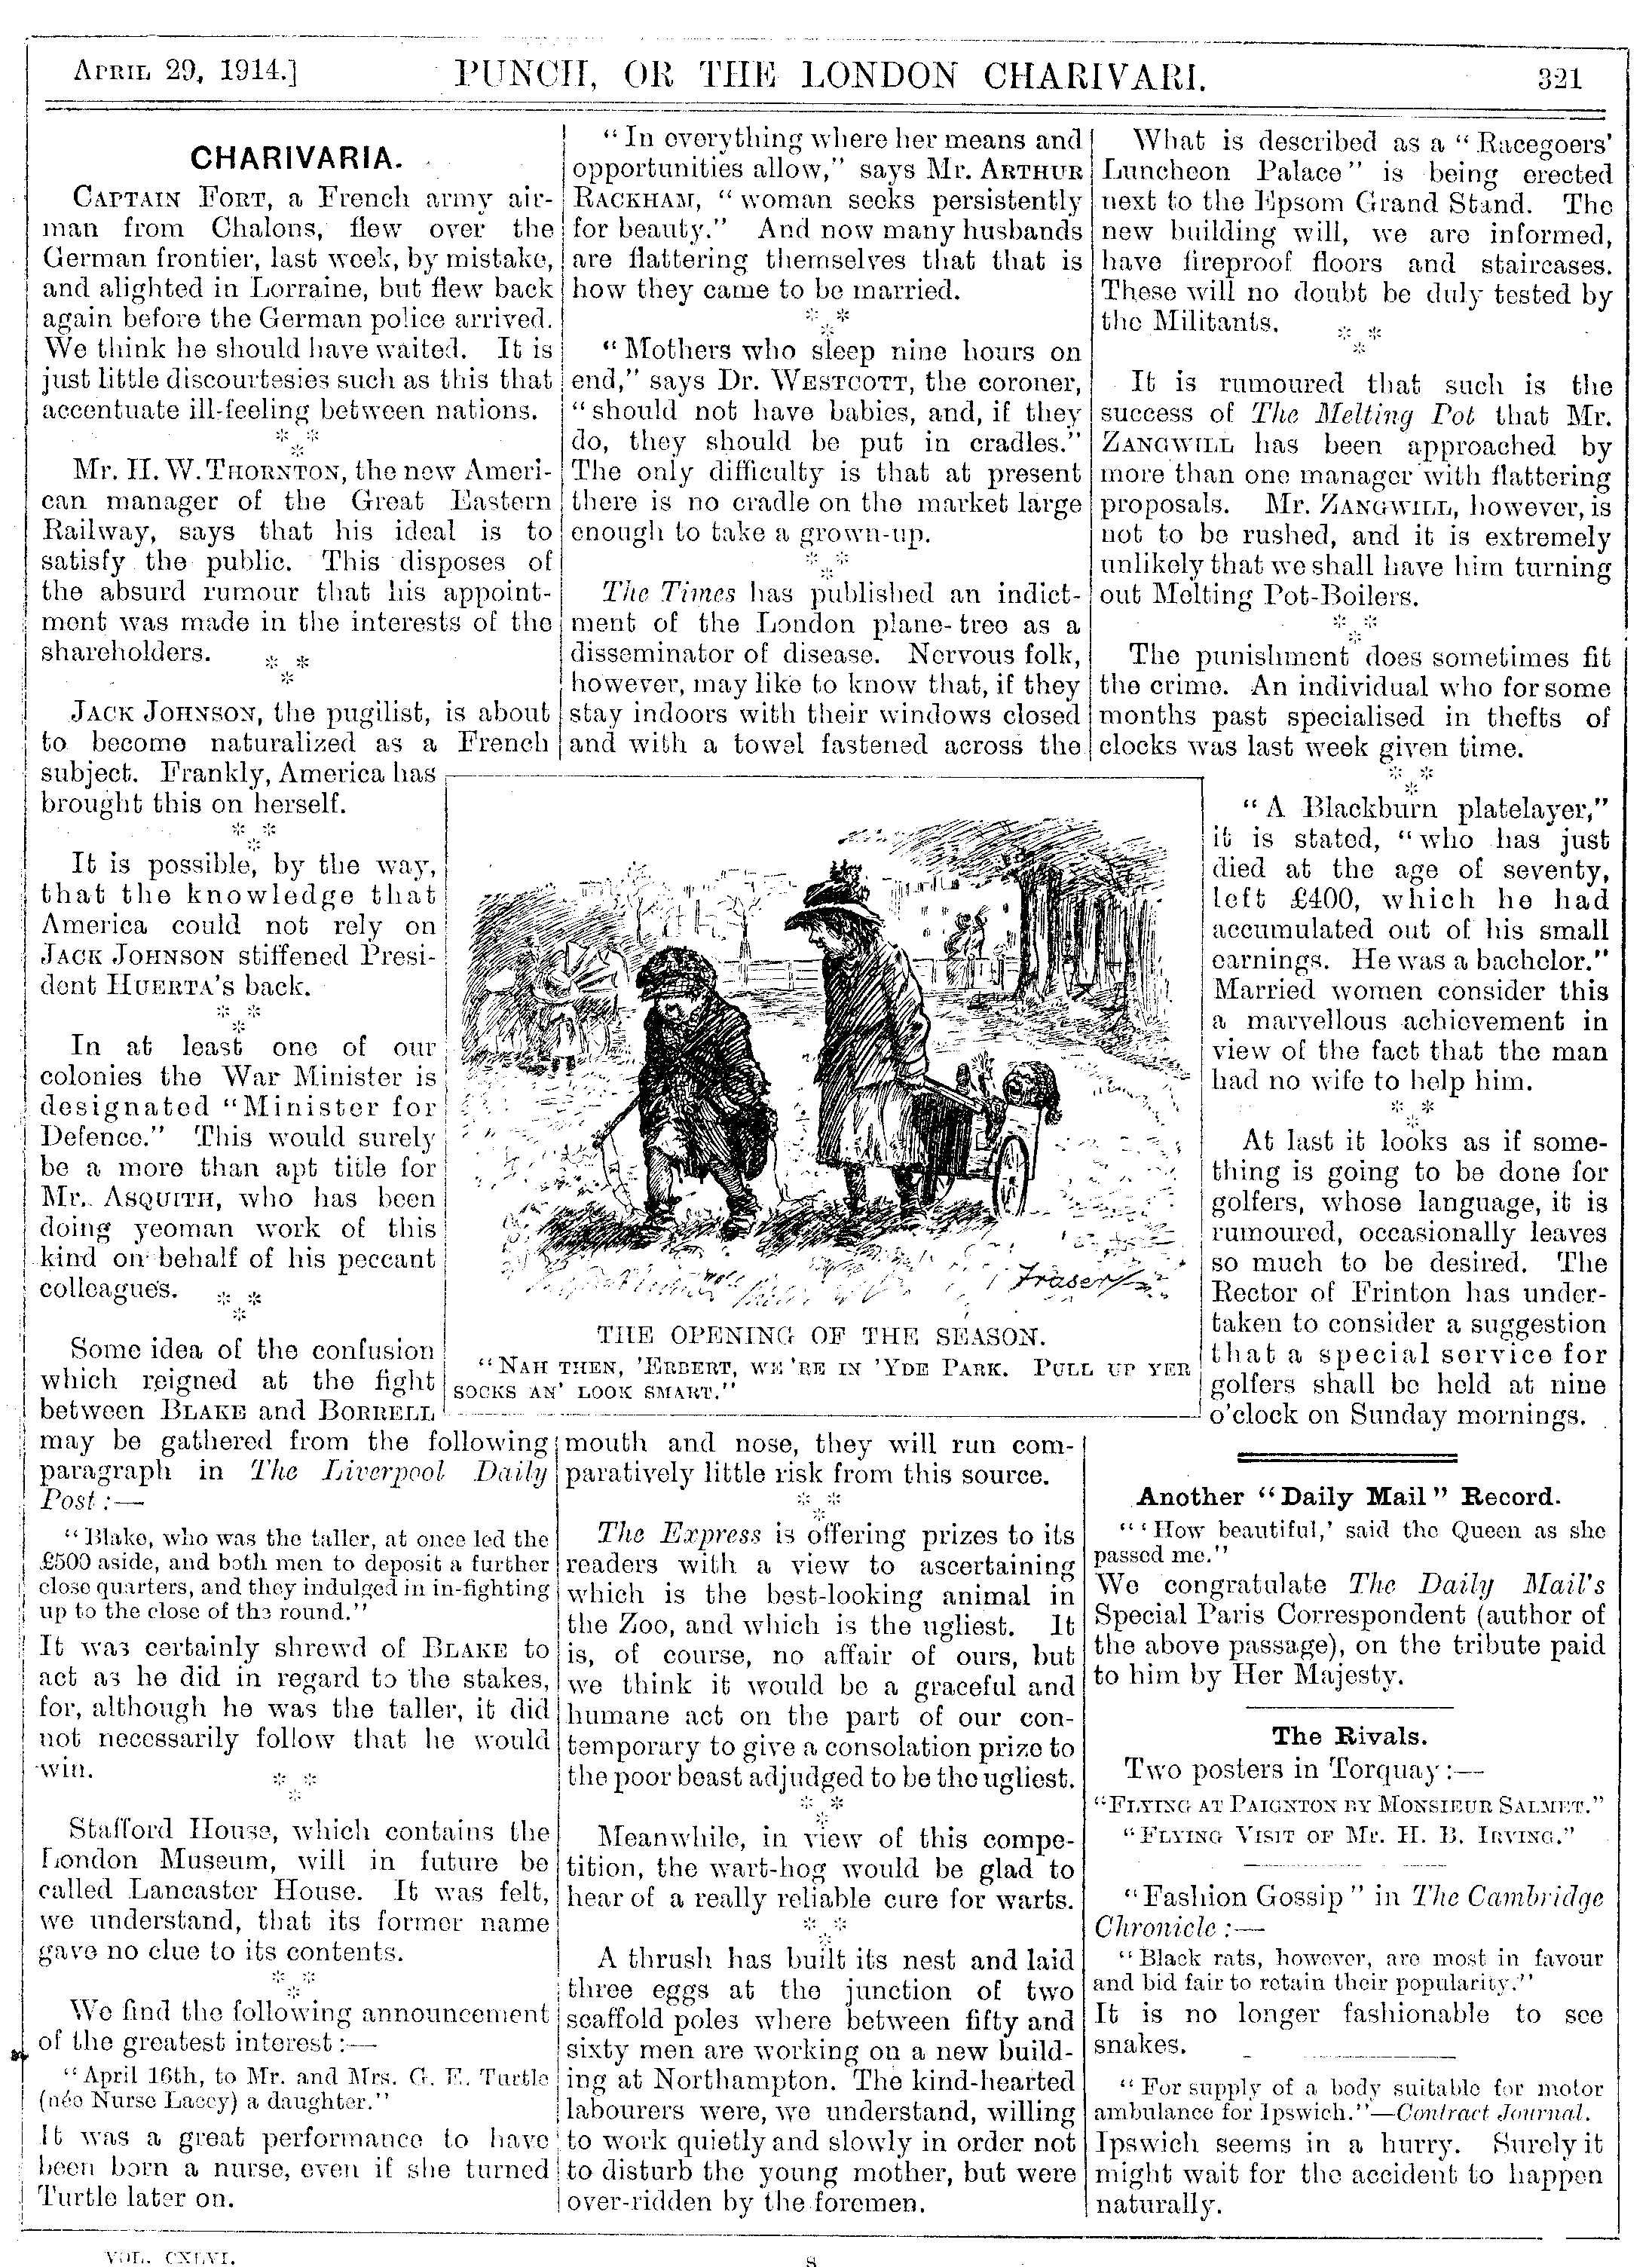 APRIL 29, 1914.]
PUNCH, OR THE LONDON CHARIVARI.
321
CHARIVARIA.
CAPTAIN FORT, a French army air-
man from Chalons, flew over the
German frontier, last week, by mistake,
and alighted in Lorraine, but flew back
again before the German police arrived.
We think he should have waited. It is
just little discourtesies such as this that
accentuate ill-feeling between nations.
* *
*
Mr. H. W. THORNTON, the new Ameri-
can manager of the Great Eastern
Railway, says that his ideal is to
satisfy the public. This disposes of
the absurd rumour that his appoint-
ment was made in the interests of the
shareholders.
* *
*
JACK JOHNSON, the pugilist, is about
to become naturalized as a French
subject. Frankly, America has
brought this on herself.
* *
*
It is possible, by the way,
that the knowledge that
America could not rely on
JACK JOHNSON stiffened Presi-
dent HUERTA'S back.
* *
*
In at least one of our
colonies the War Minister is
designated "Minister for
Defence." This would surely
be a more than apt title for
Mr. ASQUITH, who has been
doing yeoman work of this
kind on behalf of his peccant
colleagues.
* *
*
Some idea of the confusion
which reigned at the fight
between BLAKE and BORRELL
may be gathered from the following
paragraph in The Liverpool Daily
Post:—
"Blake, who was the taller, at once led the
£500 aside, and both men to deposit a further
close quarters, and they indulged in in-fighting
up to the close of the round."
It was certainly shrewd of BLAKE to
act as he did in regard to the stakes,
for, although he was the taller, it did
not necessarily follow that he would
win.
* *
*
Stafford House, which contains the
London Museum, will in future be
called Lancaster House. It was felt,
we understand, that its former name
gave no clue to its contents.
* *
*
We find the following announcement
of the greatest interest:—
"April 16th, to Mr. and Mrs. G. E. Turtle
(née Nurse Lacey) a daughter."
It was a great performance to have
been born a nurse, even if she turned
Turtle later on.
"In everything where her means and
opportunities allow," says Mr. ARTHUR
RACKHAM, "woman seeks persistently
for beauty." And now many husbands
are flattering themselves that that is
how they came to be married.
* *
*
"Mothers who sleep nine hours on
end," says Dr. WESTCOTT, the coroner,
"should not have babies, and, if they
do, they should be put in cradles."
The only difficulty is that at present
there is no cradle on the market large
enough to take a grown-up.
* *
*
The Times has published an indict-
ment of the London plane-tree as a
disseminator of disease. Nervous folk,
however, may like to know that, if they
stay indoors with their windows closed
and with a towel fastened across the
mouth and nose, they will run com-
paratively little risk from this source.
* *
*
The Express is offering prizes to its
readers with a view to ascertaining
which is the best-looking animal in
the Zoo, and which is the ugliest. It
is, of course, no affair of ours, but
we think it would be a graceful and
humane act on the part of our con-
temporary to give a consolation prize to
the poor beast adjudged to be the ugliest.
* *
*
Meanwhile, in view of this compe-
tition, the wart-hog would be glad to
hear of a really reliable cure for warts.
* *
*
A thrush has built its nest and laid
three eggs at the junction of two
scaffold poles where between fifty and
sixty men are working on a new build-
ing at Northampton. The kind-hearted
labourers were, we understand, willing
to work quietly and slowly in order not
to disturb the young mother, but were
over-ridden by the foremen.
Fraser
THE OPENING OF THE SEASON.
"NAH THEN, 'ERBERT, WE'RE IN 'YDE PARK. PULL UP YER
SOCKS AN' LOOK SMART."
What is described as a "Racegoers'
Luncheon Palace" is being erected
next to the Epsom Grand Stand. The
new building will, we are informed,
have fireproof floors and staircases.
These will no doubt be duly tested by
the Militants.
* *
*
It is rumoured that such is the
success of The Melting Pot that Mr.
ZANGWILL has been approached by
more than one manager with flattering
proposals. Mr. ZANGWILL, however, is
not to be rushed, and it is extremely
unlikely that we shall have him turning
out Melting Pot-Boilers.
* *
*
The punishment does sometimes fit
the crime. An individual who for some
months past specialised in thefts of
clocks was last week given time.
* *
*
"A Blackburn platelayer,"
it is stated, "who has just
died at the age of seventy,
left £400, which he had
accumulated out of his small
earnings. He was a bachelor."
Married women consider this
a marvellous achievement in
view of the fact that the man
had no wife to help him.
* *
*
At last it looks as if some-
thing is going to be done for
golfers, whose language, it is
rumoured, occasionally leaves
so much to be desired. The
Rector of Frinton has under-
taken to consider a suggestion
that a special service for
golfers shall be held at nine
o'clock on Sunday mornings.
Another "Daily Mail" Record.
"'How beautiful,' said the Queen as she
passed me."
We congratulate The Daily Mail's
Special Paris Correspondent (author of
the above passage), on the tribute paid
to him by Her Majesty.
The Rivals.
Two posters in Torquay:—
"FLYING AT PAIGNTON BY MONSIEUR SALMET."
"FLYING VISIT OF MR. H. B. IRVING."
"Fashion Gossip" in The Cambridge
Chronicle:—
"Black rats, however, are most in favour
and bid fair to retain their popularity."
It is no longer fashionable to see
snakes.
"For supply of a body suitable for motor
ambulance for Ipswich."—Contract Journal.
Ipswich seems in a hurry. Surely it
might wait for the accident to happen
naturally.
VOL. CXLVI.
S